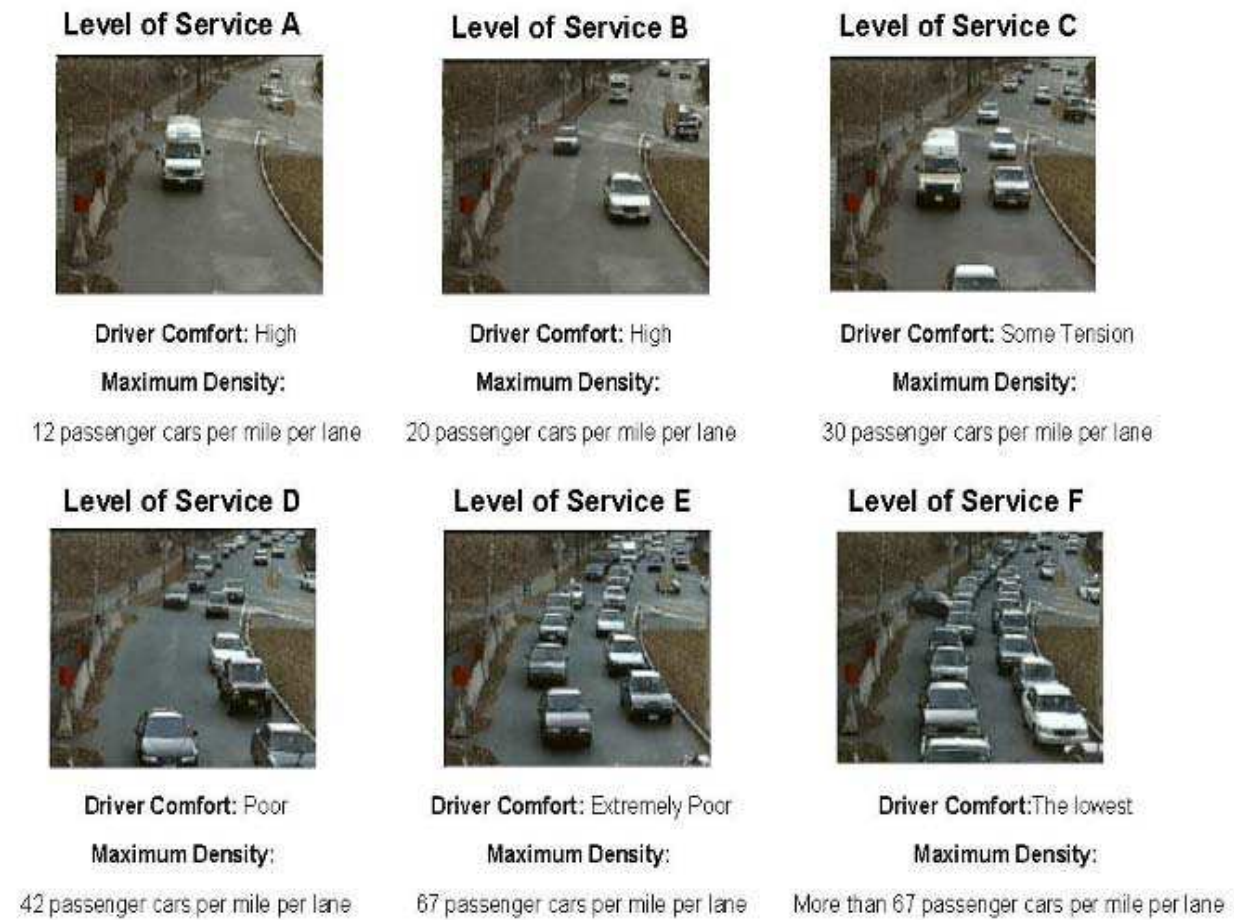 Level of Service A
Level of Service B
Level of Service C
Driver Comfort: High
Driver Comfort: High
Driver Comfort: Some Tension
Maximum Density:
Maximum Density:
Maximum Density:
12 passenger cars per mile per lane
20 passenger cars per mile per lane
30 passenger cars per mile per lane
Level of Service D
Level of Service E
Level of Service F
Driver Comfort: Poor
Driver Comfort: Extremely Poor
Driver Comfort:The lowest
Maximum Density:
Maximum Density:
Maximum Density:
42 passenger cars per mile per lane
67 passenger cars per mile per lane
More than 67 passenger cars per mile per lane